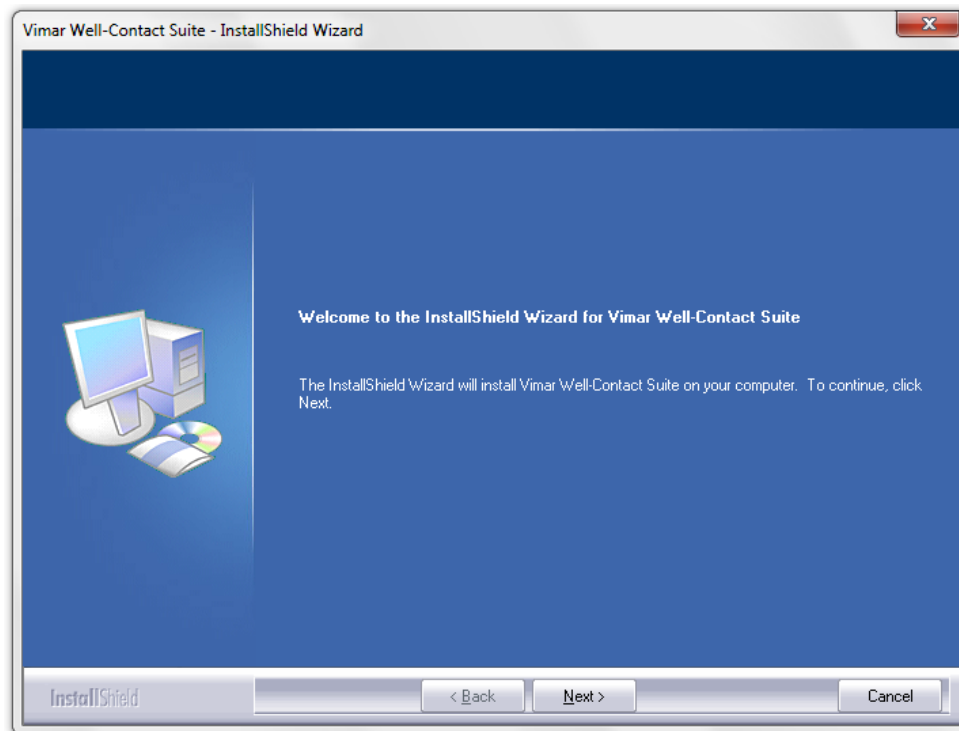 Vimar Well-Contact Suite - InstallShield Wizard
Welcome to the InstallShield Wizard for Vimar Well-Contact Suite
The InstallShield Wizard will install Vimar Well-Contact Suite on your computer. To continue, click
Next.
InstallShield
< Back
Next >
Cancel